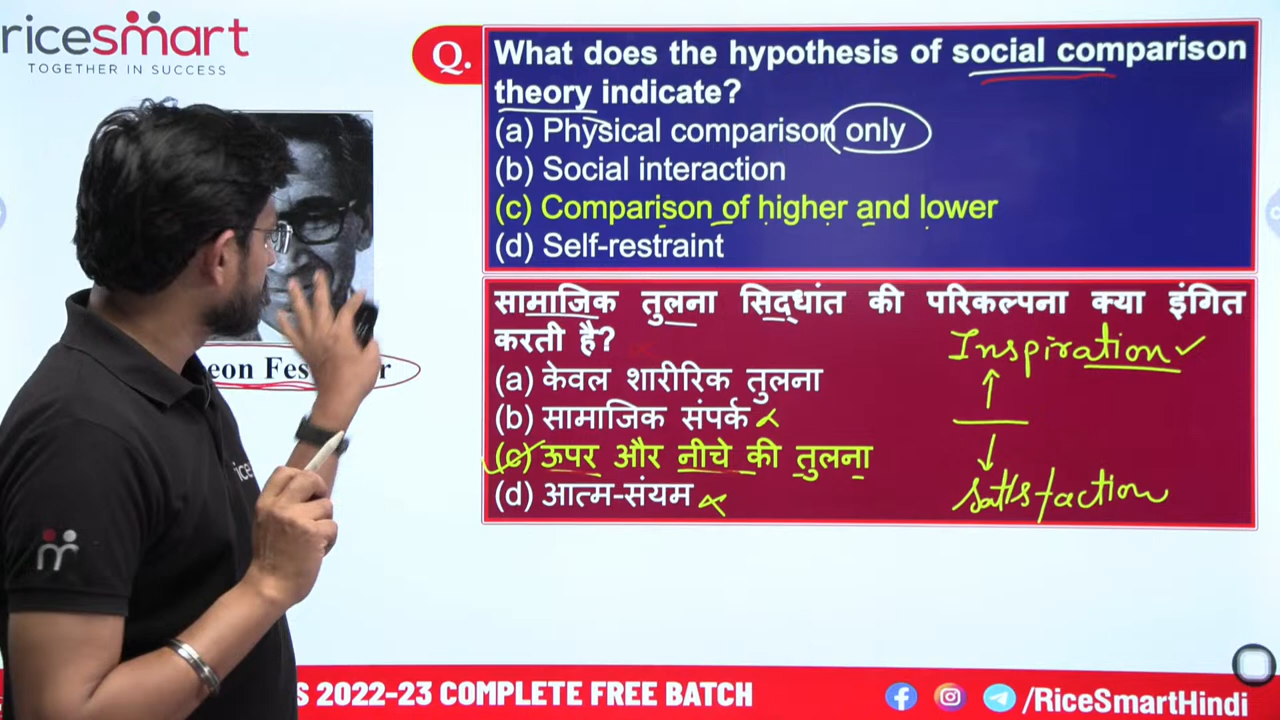 ricesmart
TOGETHER IN SUCCESS
Q.
What does the hypothesis of social comparison
theory indicate?
(a) Physical comparison only
(b) Social interaction
(c) Comparison of higher and lower
(d) Self-restraint
सामाजिक तुलना सिद्धांत की परिकल्पना क्या इंगित
करती है?
(a) केवल शारीरिक तुलना
(b) सामाजिक संपर्क
(c) ऊपर और नीचे की तुलना
(d) आत्म-संयम
Inspiration
Satisfaction
2022-23 COMPLETE FREE BATCH
/RiceSmartHindi